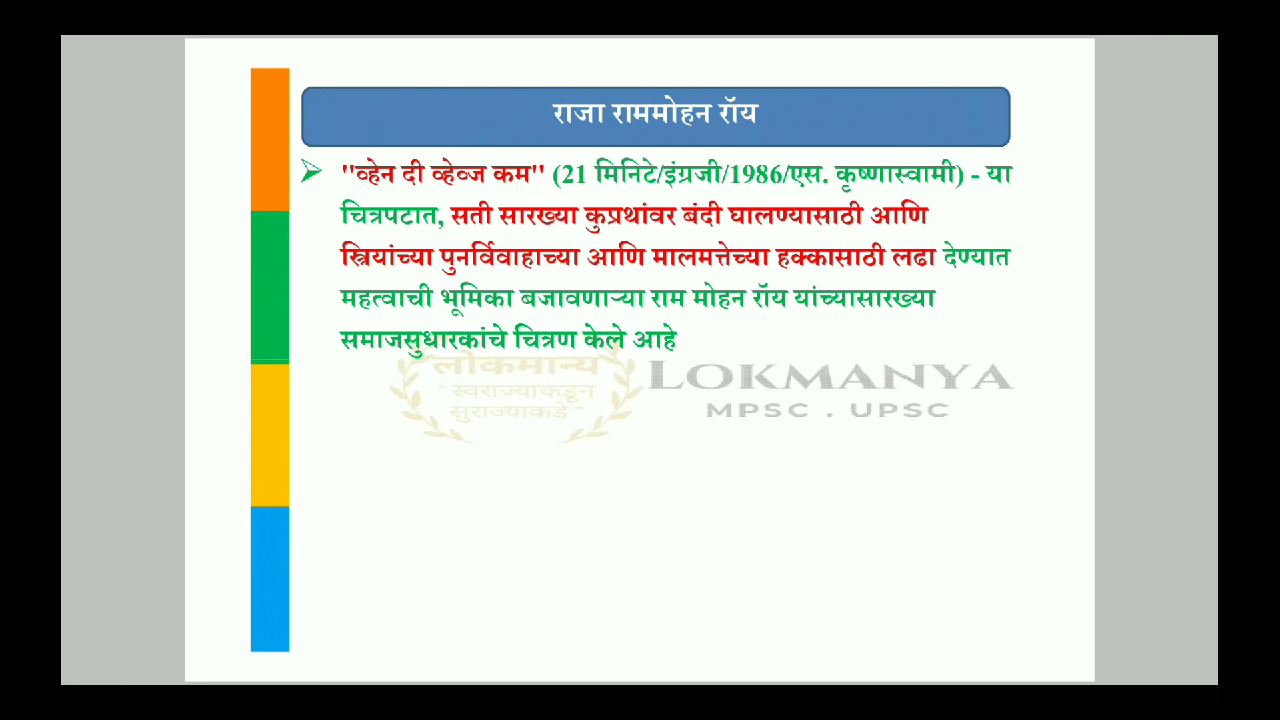 राजा राममोहन रॉय
➢ "व्हेन दी व्हेव्ज कम" (21 मिनिटे/इंग्रजी/1986/एस. कृष्णास्वामी) - या
चित्रपटात, सती सारख्या कुप्रथांवर बंदी घालण्यासाठी आणि
स्त्रियांच्या पुनर्विवाहाच्या आणि मालमत्तेच्या हक्कासाठी लढा देण्यात
महत्वाची भूमिका बजावणाऱ्या राम मोहन रॉय यांच्यासारख्या
समाजसुधारकांचे चित्रण केले आहे
लोकमान्य
" स्वराज्याकडून
सुराज्याकडे "
LOKMANYA
MPSC . UPSC